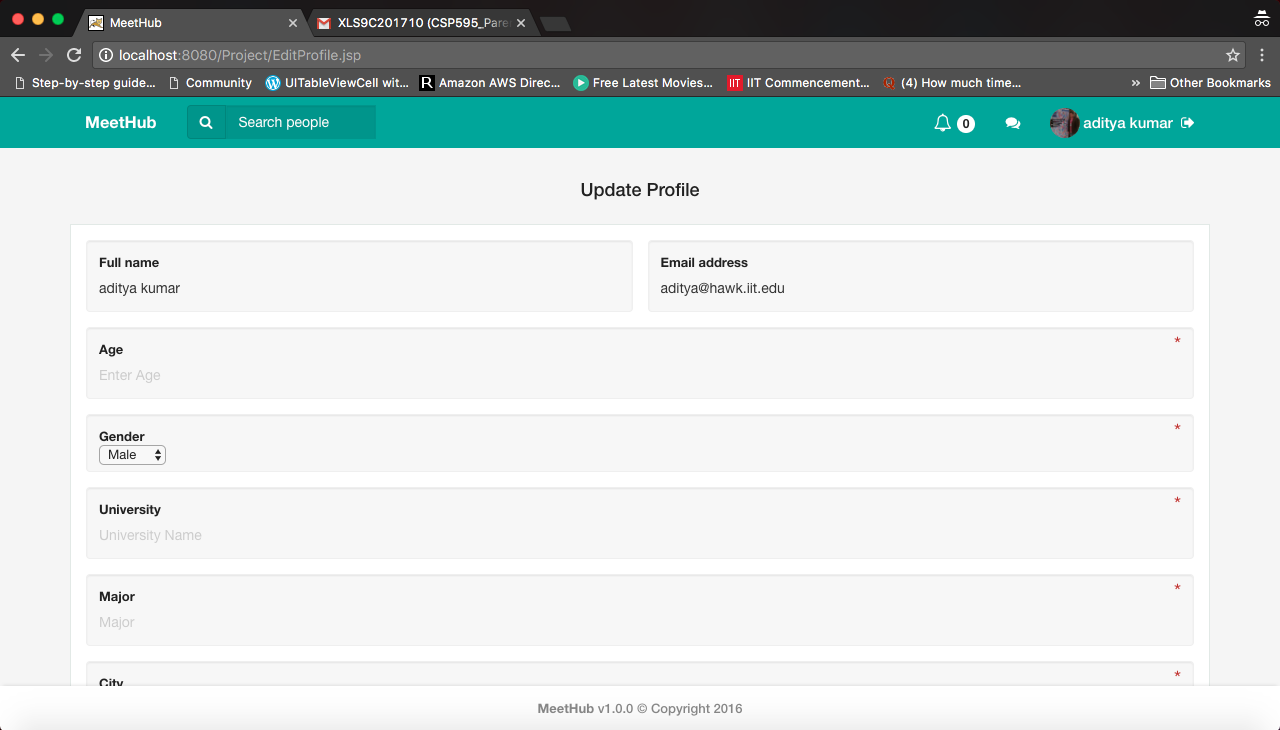 MeetHub
XLS9C201710 (CSP595_Pare
localhost:8080/Project/EditProfile.jsp
Step-by-step guide... Community UITableViewCell wit... R Amazon AWS Direc... Free Latest Movies... IIT IIT Commencement... (4) How much time... » Other Bookmarks
MeetHub Search people 0 aditya kumar
Update Profile
Full name
aditya kumar
Email address
aditya@hawk.iit.edu
Age *
Enter Age
Gender *
Male
University *
University Name
Major *
Major
City *
MeetHub v1.0.0 © Copyright 2016